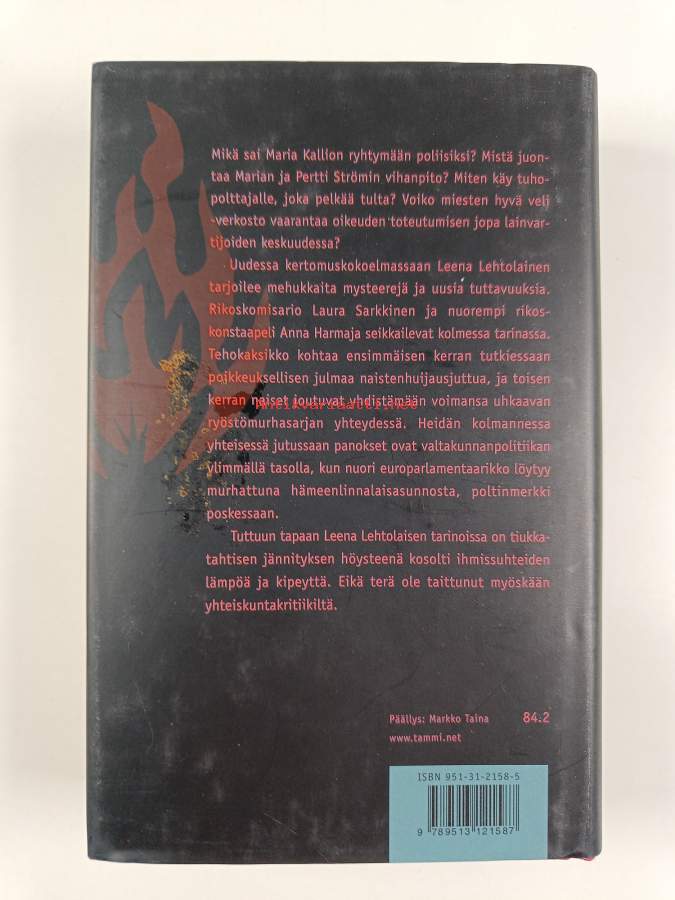 Mikä sai Maria Kallion ryhtymään poliisiksi? Mistä juon-
taa Marian ja Pertti Strömin vihanpito? Miten käy tuho-
polttajalle, joka pelkää tulta? Voiko miesten hyvä velj
-verkosto vaarantaa oikeuden toteutumisen jopa lainvar-
tijoiden keskuudessa?
Uudessa kertomuskokoelmassaan Leena Lehtolainen
tarjoilee mehukkaita mysteerejä ja uusia tuttavuuksia.
Rikoskomisario Laura Sarkkinen ja nuorempi rikos-
konstaapeli Anna Harmaja seikkailevat kolmessa tarinassa.
Tehokaksikko kohtaa ensimmäisen kerran tutkiessaan
poikkeuksellisen julmaa naistenhuijausjuttua, ja toisen
kerran naiset joutuvat yhdistämään voimansa uhkaavan
antikvariaatti.net
ryöstömurhasarjan yhteydessä. Heidän kolmannessa
yhteisessä jutussaan panokset ovat valtakunnanpolitiikan
ylimmällä tasolla, kun nuori europarlamentaarikko löytyy
murhattuna hämeenlinnalaisasunnosta, poltinmerkki
poskessaan.
Tuttuun tapaan Leena Lehtolaisen tarinoissa on tiukka-
tahtisen jännityksen höysteenä kosolti ihmissuhteiden
lämpöä ja kipeyttä. Eikä terä ole taittunut myöskään
yhteiskuntakritiikiltä.
Päällys: Markko Taina 84.2
www.tammi.net
ISBN 951-31-2158-5
9 789513 121587